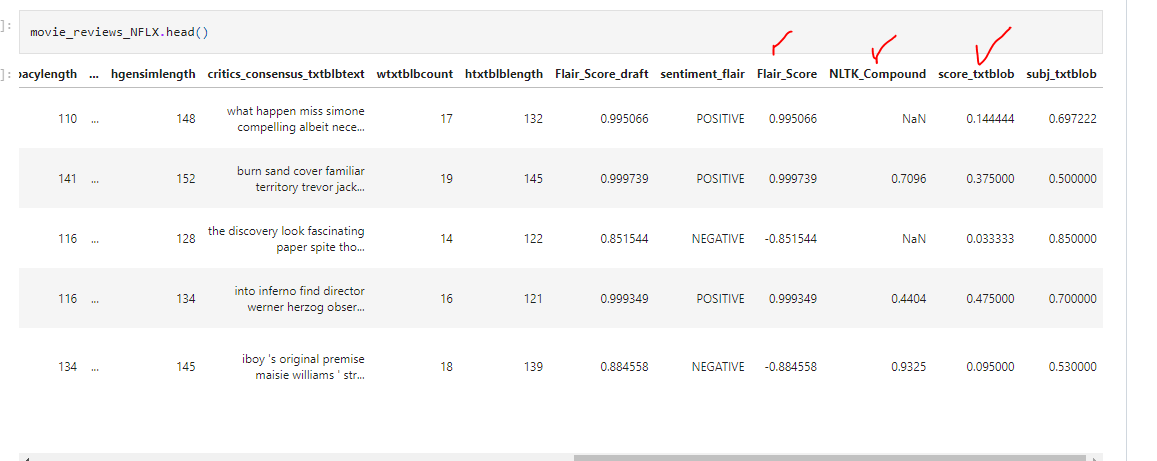 ]:
movie_reviews_NFLX.head()
]:
pacylength ... hgensimlength critics_consensus_txtblbtext wtxtblbcount htxtblblength Flair_Score_draft sentiment_flair Flair_Score NLTK_Compound score_txtblob subj_txtblob
110 ... 148 what happen miss simone compelling albeit nece... 17 132 0.995066 POSITIVE 0.995066 NaN 0.144444 0.697222
141 ... 152 burn sand cover familiar territory trevor jack... 19 145 0.999739 POSITIVE 0.999739 0.7096 0.375000 0.500000
116 ... 128 the discovery look fascinating paper spite tho... 14 122 0.851544 NEGATIVE -0.851544 NaN 0.033333 0.850000
116 ... 134 into inferno find director werner herzog obser... 16 121 0.999349 POSITIVE 0.999349 0.4404 0.475000 0.700000
134 ... 145 iboy 's original premise maisie williams ' str... 18 139 0.884558 NEGATIVE -0.884558 0.9325 0.095000 0.530000